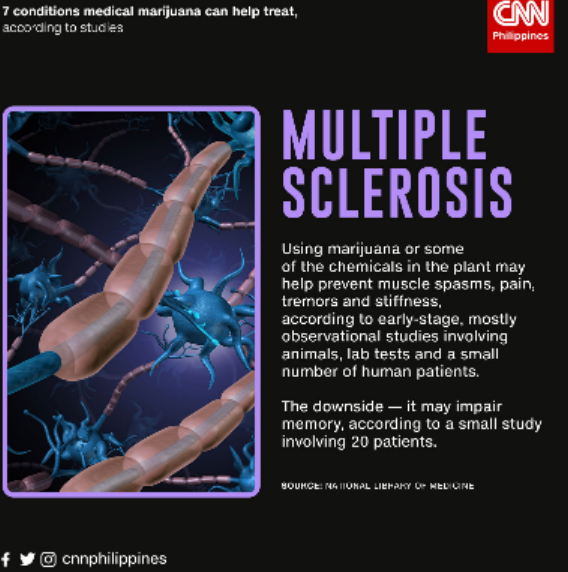 7 conditions medical marijuana can help treat,
according to studies
CNN
Philippines
MULTIPLE
SCLEROSIS
Using marijuana or some
of the chemicals in the plant may
help prevent muscle spasms, pain,
tremors and stiffness,
according to early-stage, mostly
observational studies involving
animals, lab tests and a small
number of human patients.
The downside — it may impair
memory, according to a small study
involving 20 patients.
SOURCE: NATIONAL LIBRARY OF MEDICINE
cnnphilippines